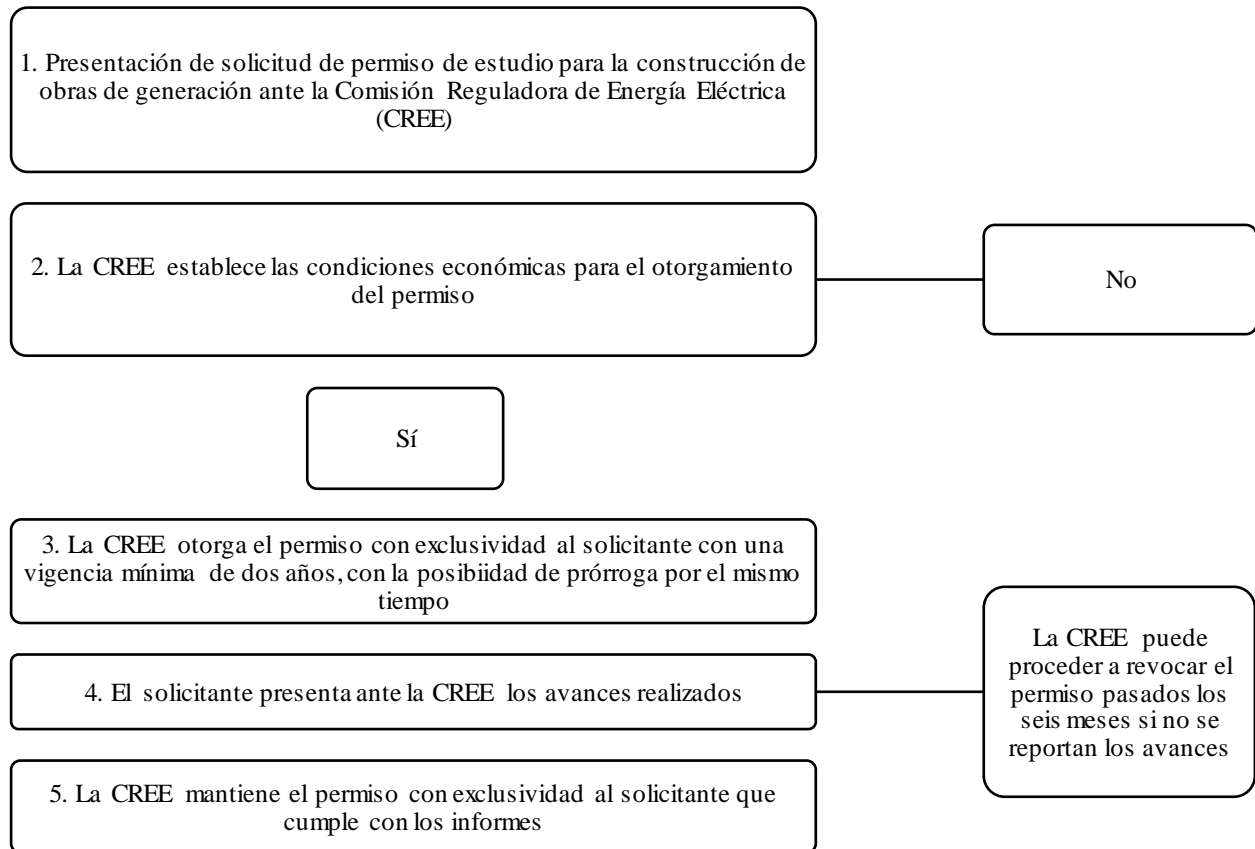 1. Presentación de solicitud de permiso de estudio para la construcción de
obras de generación ante la Comisión Reguladora de Energía Eléctrica
(CREE)
2. La CREE establece las condiciones económicas para el otorgamiento
del permiso
No
Sí
3. La CREE otorga el permiso con exclusividad al solicitante con una
vigencia mínima de dos años, con la posibiidad de prórroga por el mismo
tiempo
4. El solicitante presenta ante la CREE los avances realizados
La CREE puede
proceder a revocar el
permiso pasados los
seis meses si no se
reportan los avances
5. La CREE mantiene el permiso con exclusividad al solicitante que
cumple con los informes